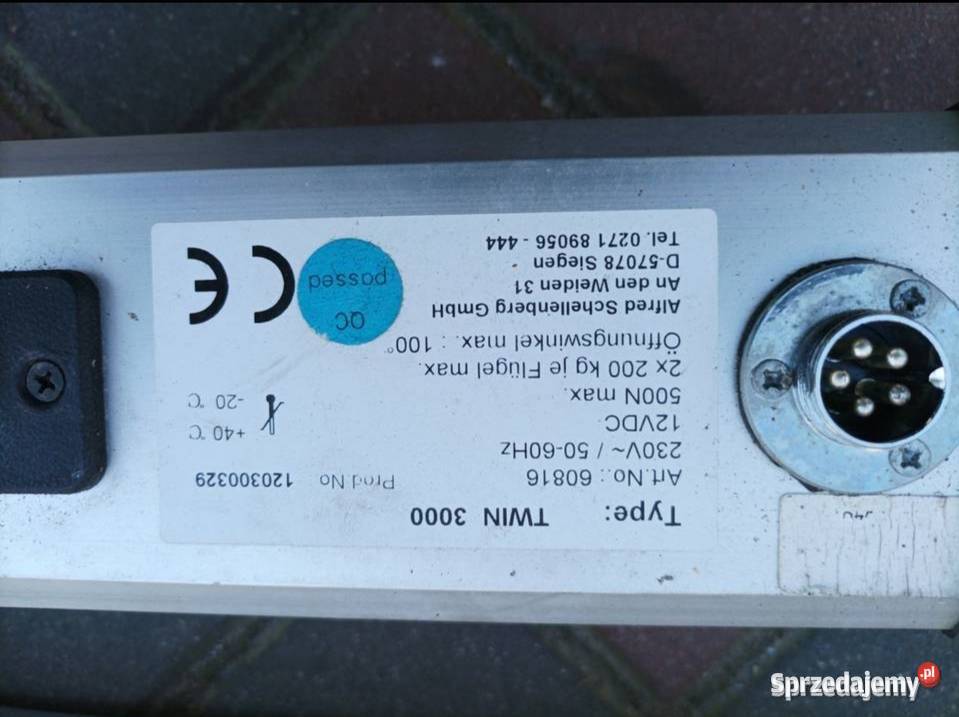 Type: TWIN 3000
Art.No.: 60816
Prod No 120300329
230V~ / 50-60Hz
12VDC
500N max.
2x 200 kg je Flügel max.
Öffnungswinkel max. : 100°
+40 °C
-20 °C
Alfred Schellenberg GmbH
An den Weiden 31
D-57078 Siegen
Tel. 0271 89056 - 444
QC
passed
CE
Sprzedajemy.pl